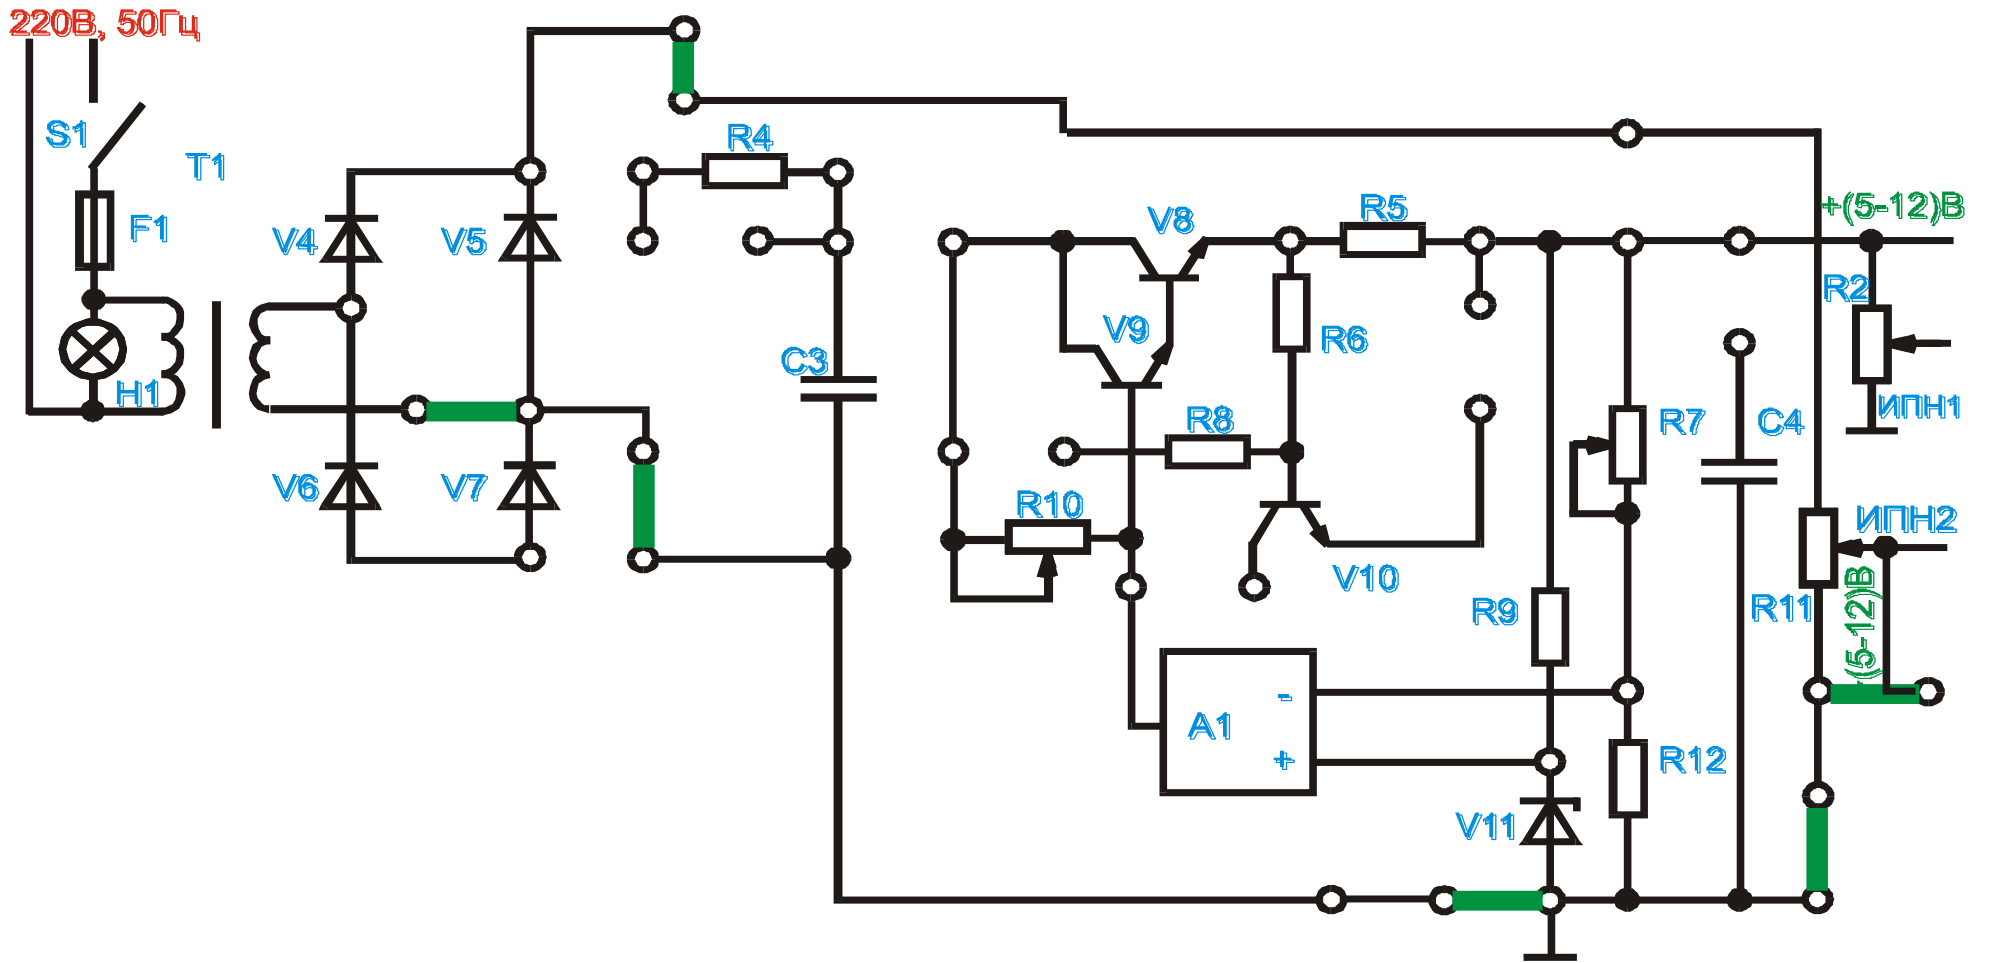 220В, 50Гц
S1
T1
F1
H1
V4
V5
V6
V7
R4
C3
V8
V9
R5
R6
R8
R10
V10
A1
-
+
R9
V11
R7
R12
C4
+(5-12)В
R2
ИПН1
ИПН2
R11
-(5-12)В